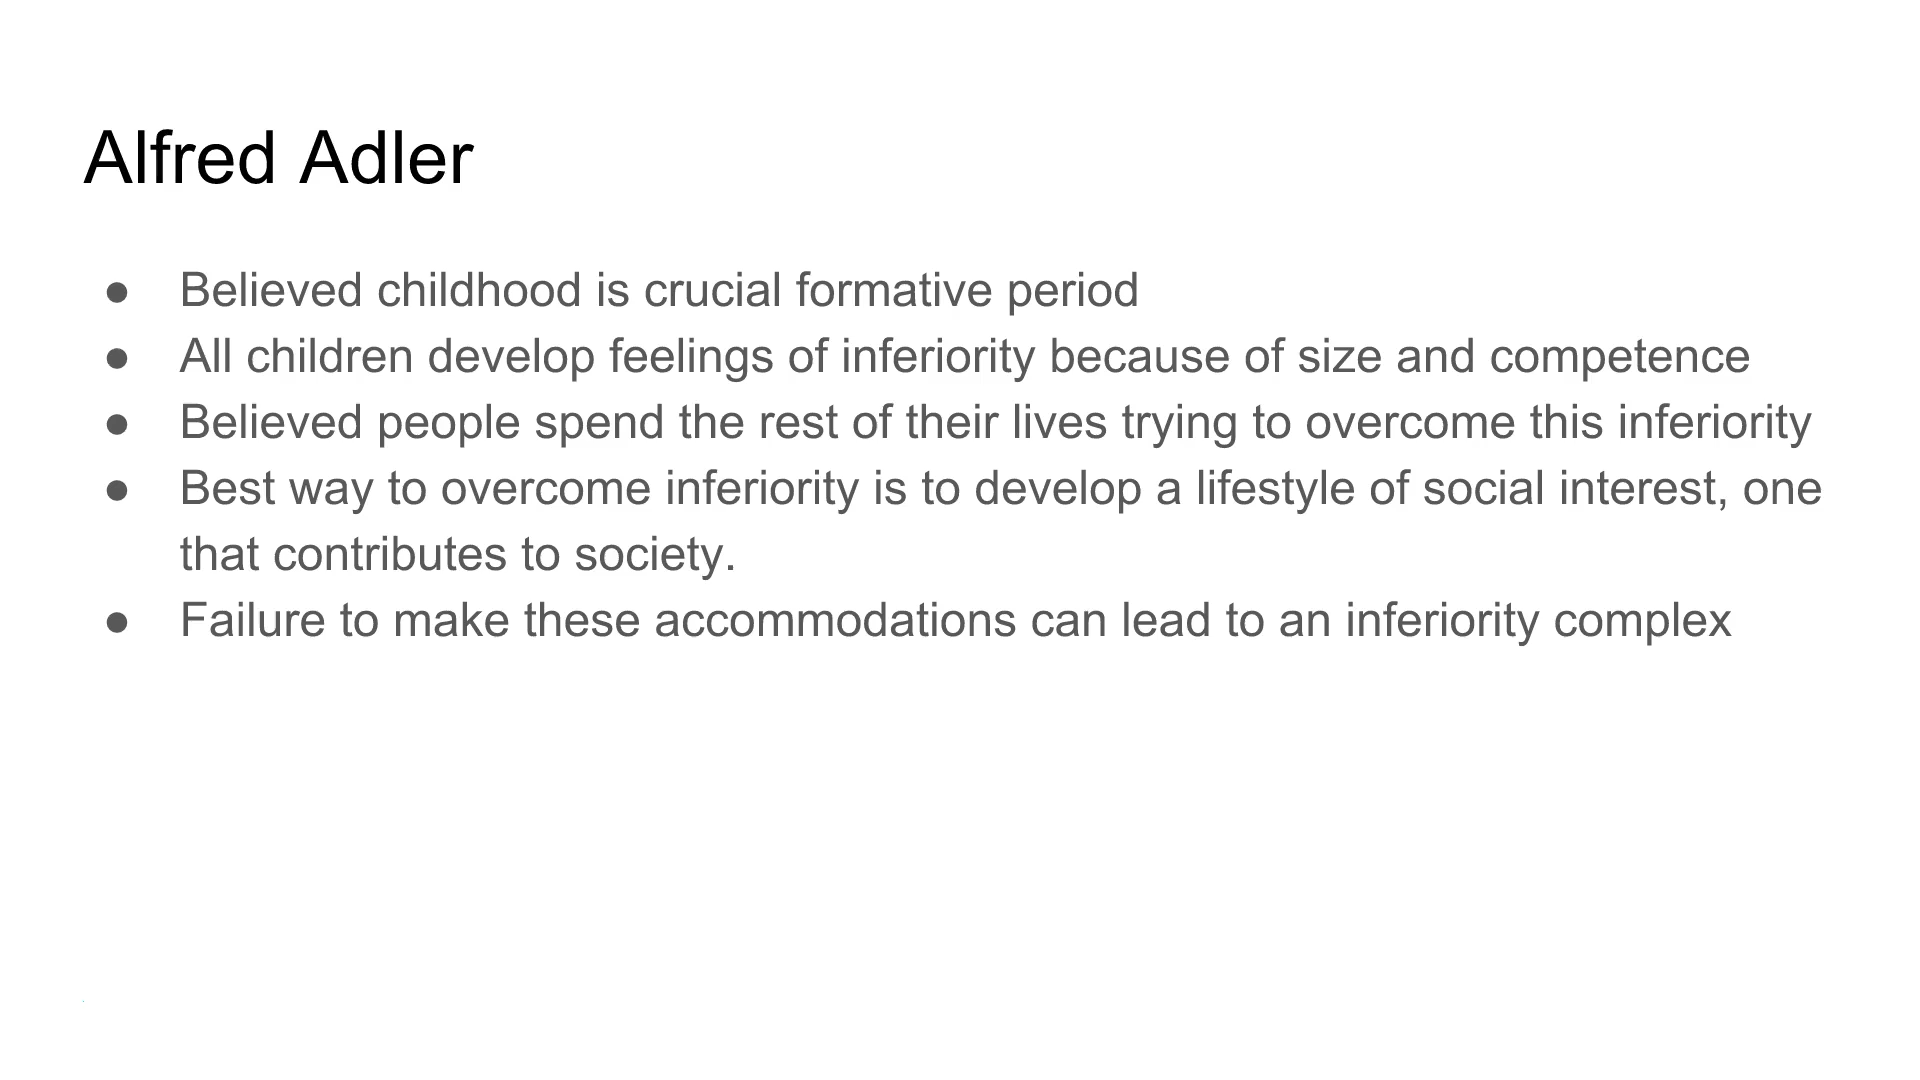 Alfred Adler
● Believed childhood is crucial formative period
● All children develop feelings of inferiority because of size and competence
● Believed people spend the rest of their lives trying to overcome this inferiority
● Best way to overcome inferiority is to develop a lifestyle of social interest, one
that contributes to society.
● Failure to make these accommodations can lead to an inferiority complex